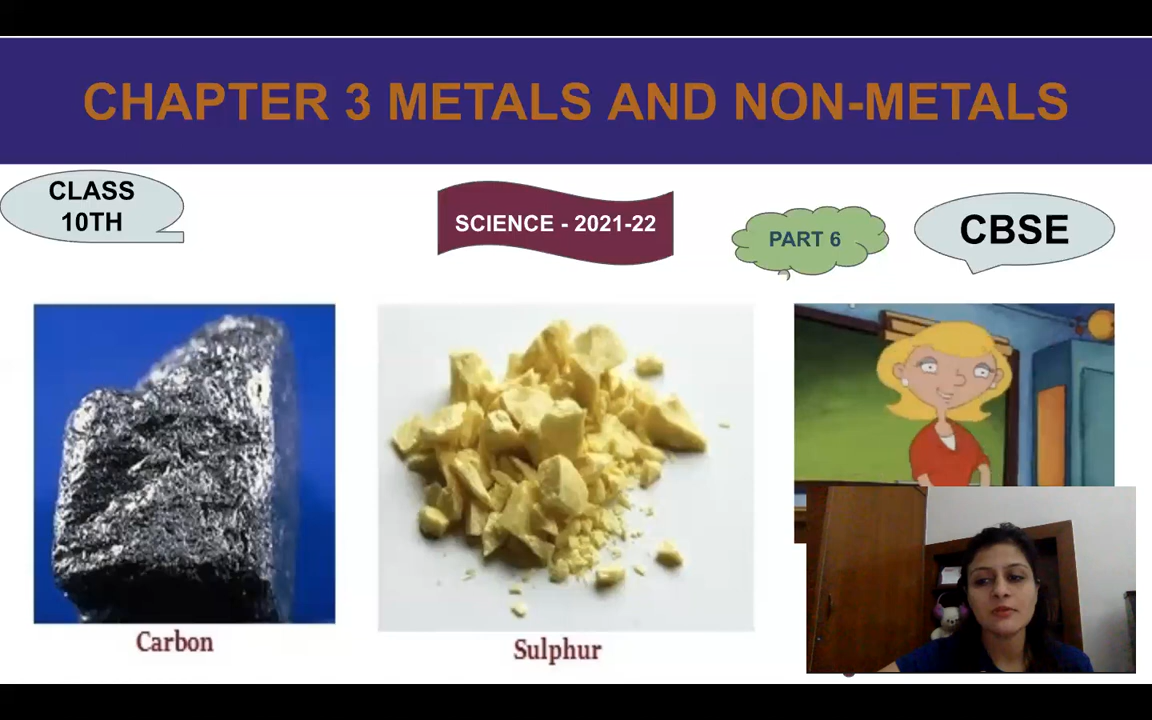 CHAPTER 3 METALS AND NON-METALS
CLASS
10TH
SCIENCE - 2021-22
PART 6
CBSE
Carbon
Sulphur